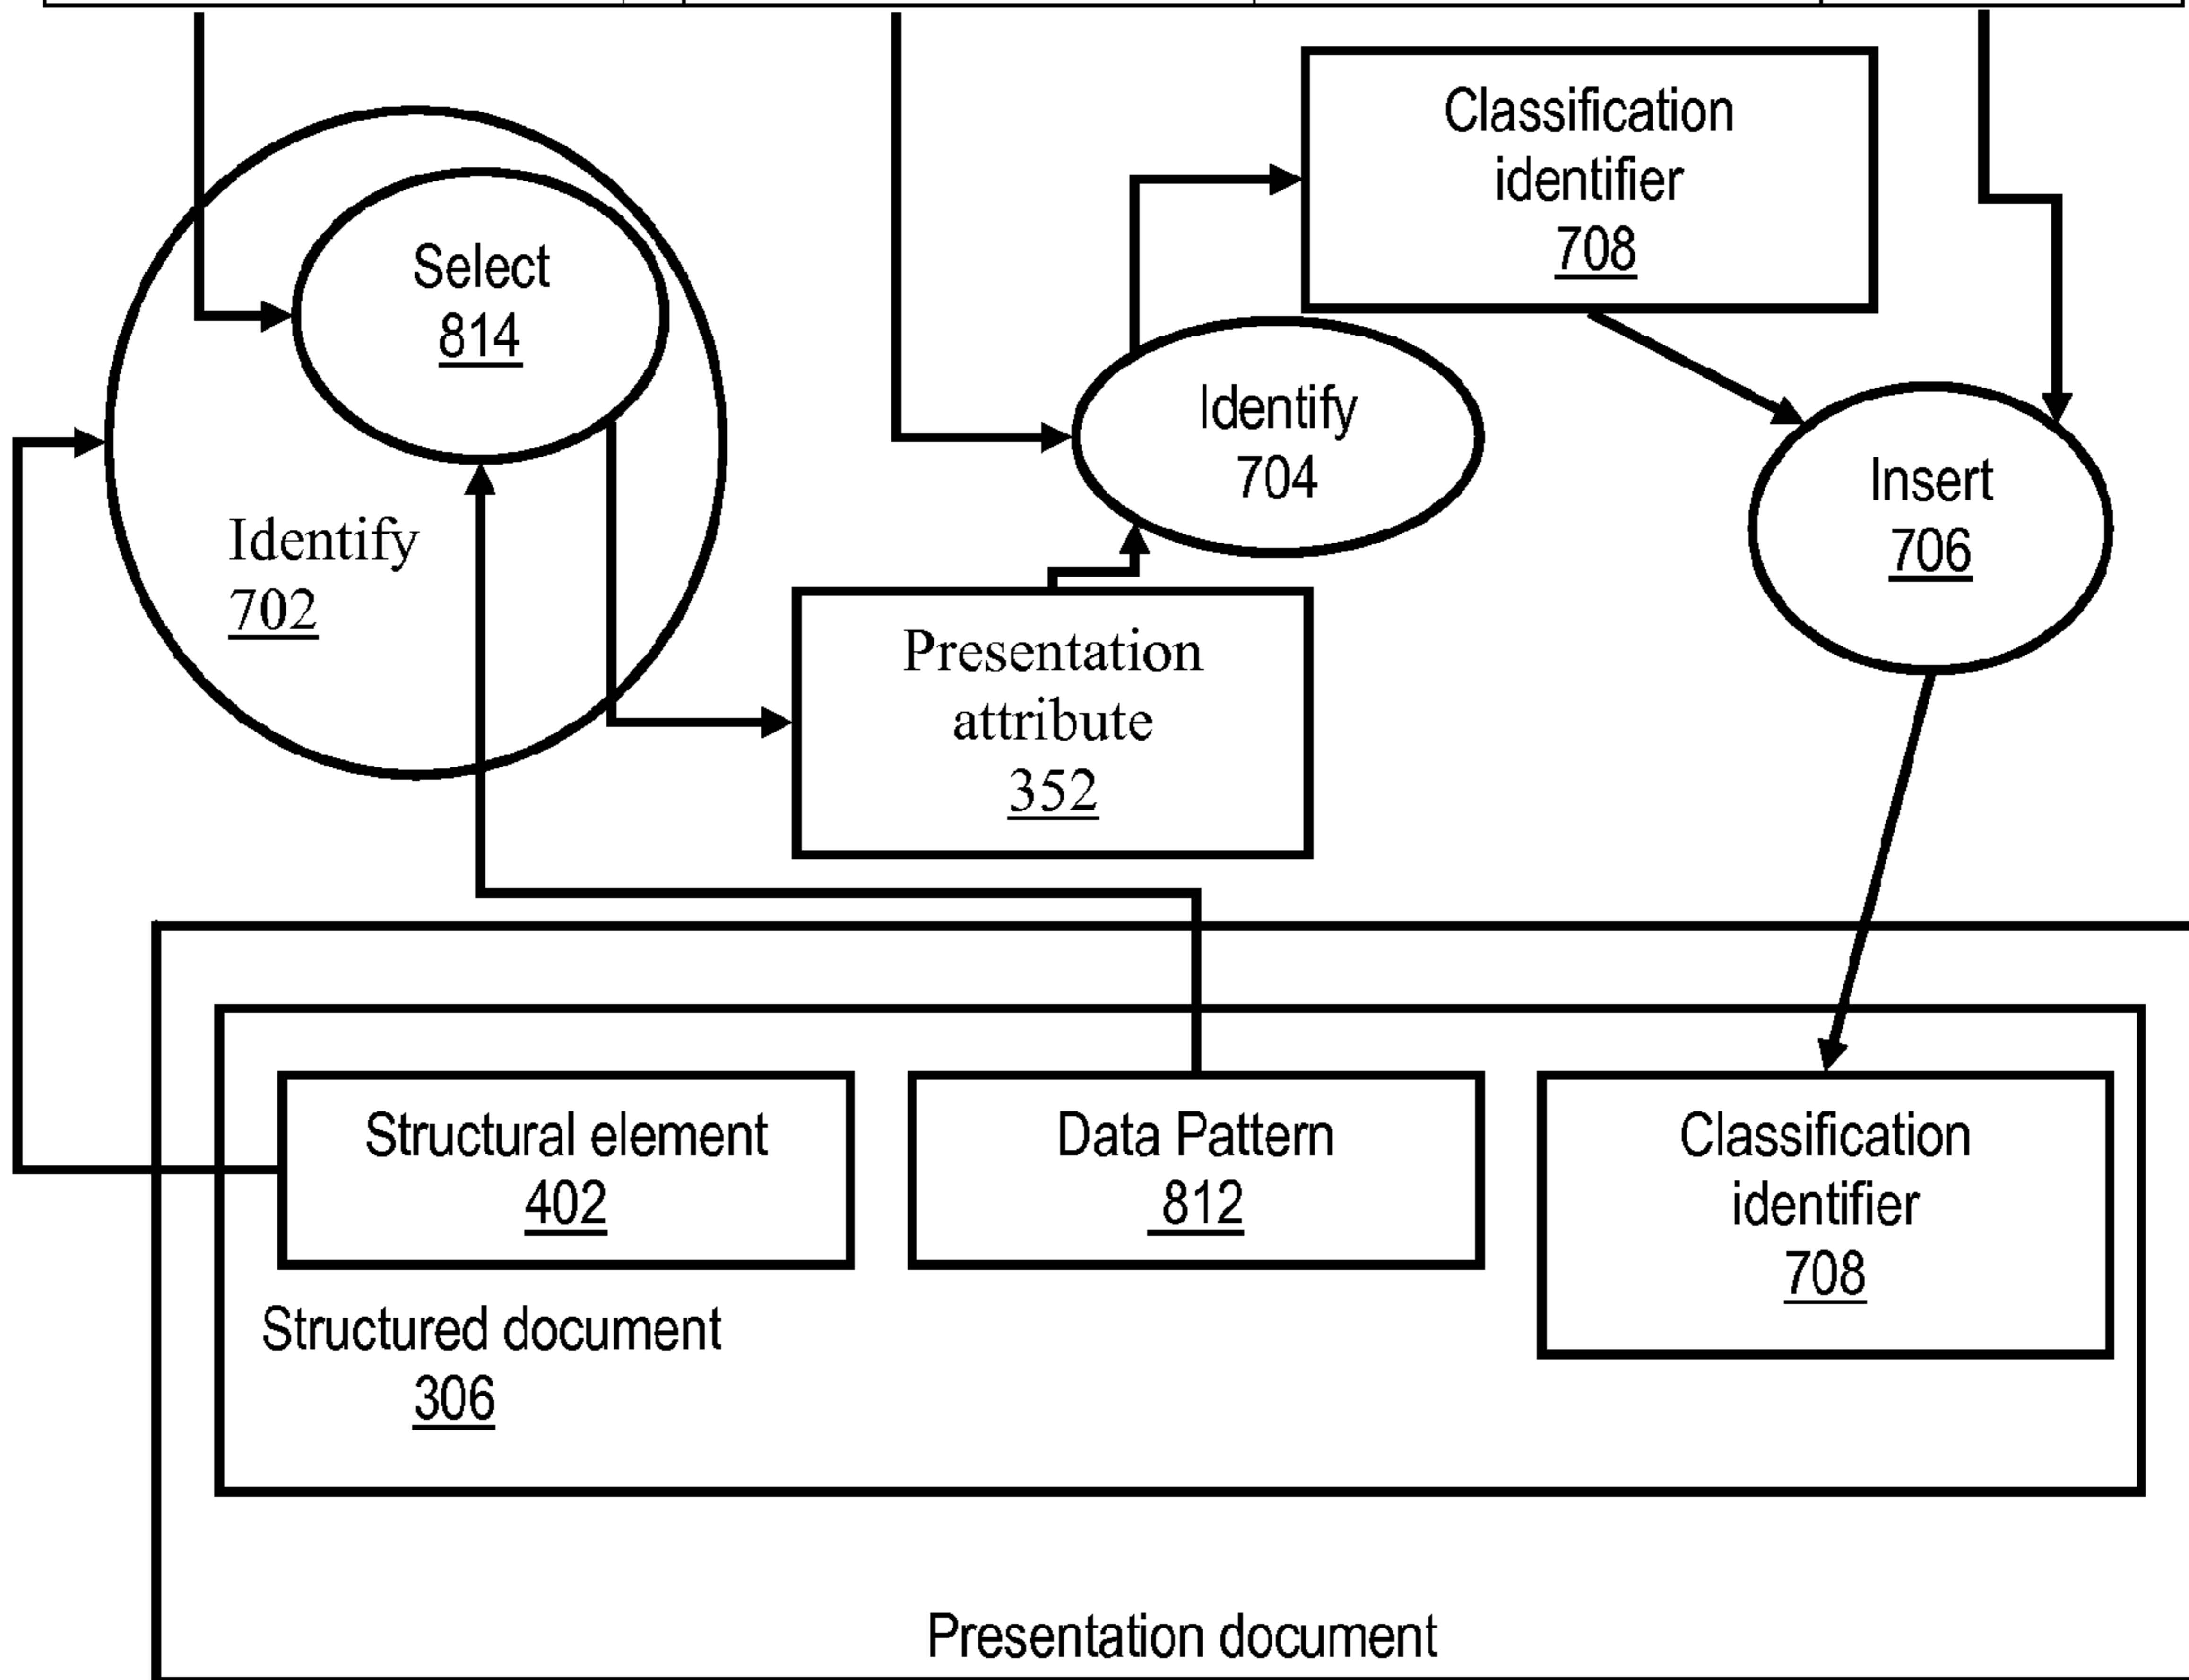 Classification
identifier
708
Select
814
Identify
704
Insert
706
Identify
702
Presentation
attribute
352
Structural element
402
Data Pattern
812
Classification
identifier
708
Structured document
306
Presentation document